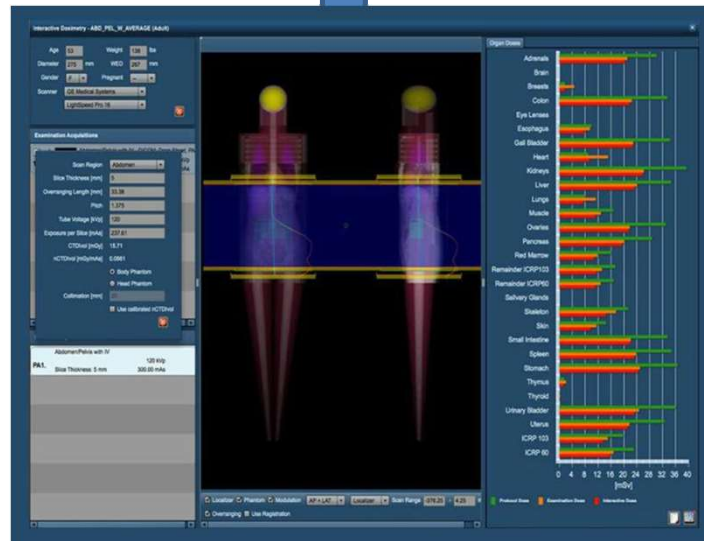 Interactive Dosimetry - ABD_PEL_W_AVERAGE (Adult)
Age 53 Weight 138 lbs
Diameter 275 mm WED 267 mm
Gender Pregnant
Scanner GE Medical Systems
LightSpeed Pro 16
Examination Acquisitions
Scan Region Abdomen
Slice Thickness [mm] 5
Overranging Length [mm] 33.36
Pitch 1.375
Tube Voltage [kVp] 120
Exposure per Slice [mAs] 237.61
CTDIvol [mGy] 15.71
nCTDIvol [mGy/mAs] 0.0661
Body Phantom
Head Phantom
Collimation [mm]
Use calibrated nCTDIvol
Abdomen/Pelvis with IV
120 kVp
PA1. Slice Thickness: 5 mm 300.00 mAs
Localizer Phantom Modulation AP + LAT Localizer Scan Range -376.25 - 4.25
Overranging Use Registration
Organ Doses
Adrenals
Brain
Breasts
Colon
Eye Lenses
Esophagus
Gall Bladder
Heart
Kidneys
Liver
Lungs
Muscle
Ovaries
Pancreas
Red Marrow
Remainder ICRP103
Remainder ICRP60
Salivary Glands
Skeleton
Skin
Small Intestine
Spleen
Stomach
Thymus
Thyroid
Urinary Bladder
Uterus
ICRP 103
ICRP 60
0 4 8 12 16 20 24 28 32 36 40
[mSv]
Protocol Dose Examination Dose Interactive Dose